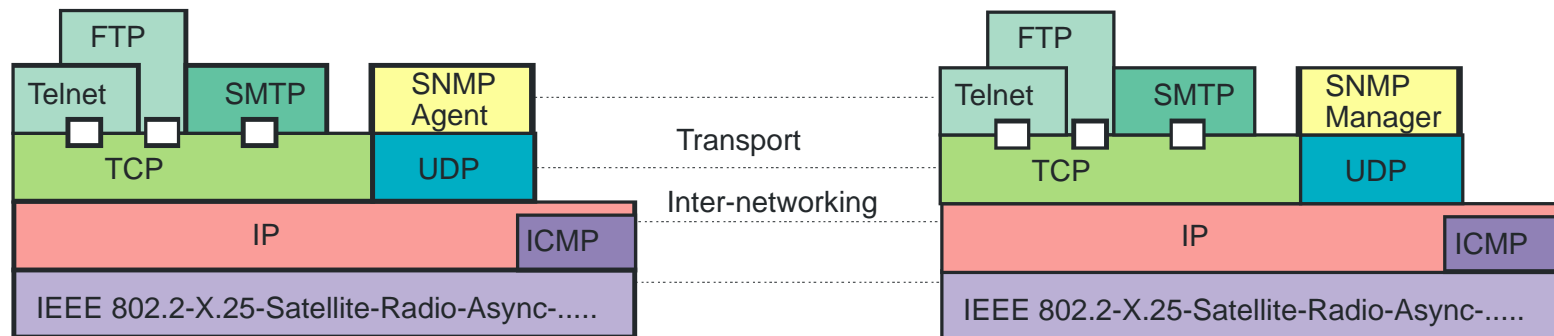 FTP
Telnet
SMTP
SNMP
Agent
TCP
UDP
IP
ICMP
IEEE 802.2-X.25-Satellite-Radio-Async-.....
Transport
Inter-networking
FTP
Telnet
SMTP
SNMP
Manager
TCP
UDP
IP
ICMP
IEEE 802.2-X.25-Satellite-Radio-Async-.....